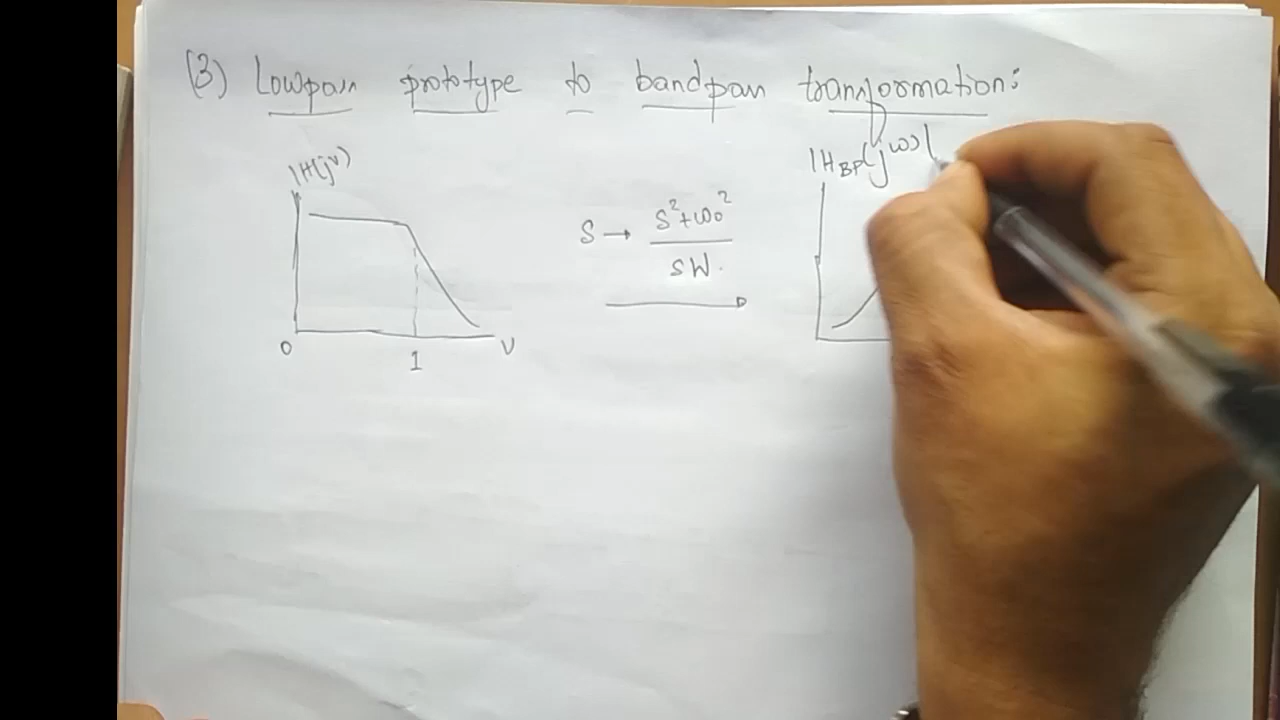 (3) Lowpass prototype to bandpass transformation:
|H(jν)
|H_BP(jω)|
S → (S²+ω₀²)/(SW).
0
1
ν